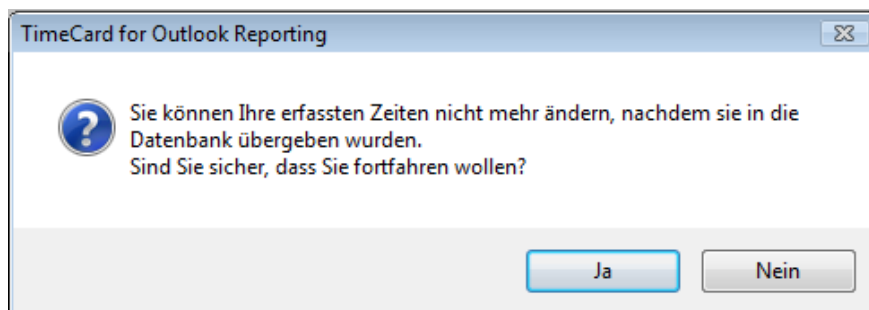 TimeCard for Outlook Reporting
Sie können Ihre erfassten Zeiten nicht mehr ändern, nachdem sie in die
Datenbank übergeben wurden.
Sind Sie sicher, dass Sie fortfahren wollen?
Ja
Nein